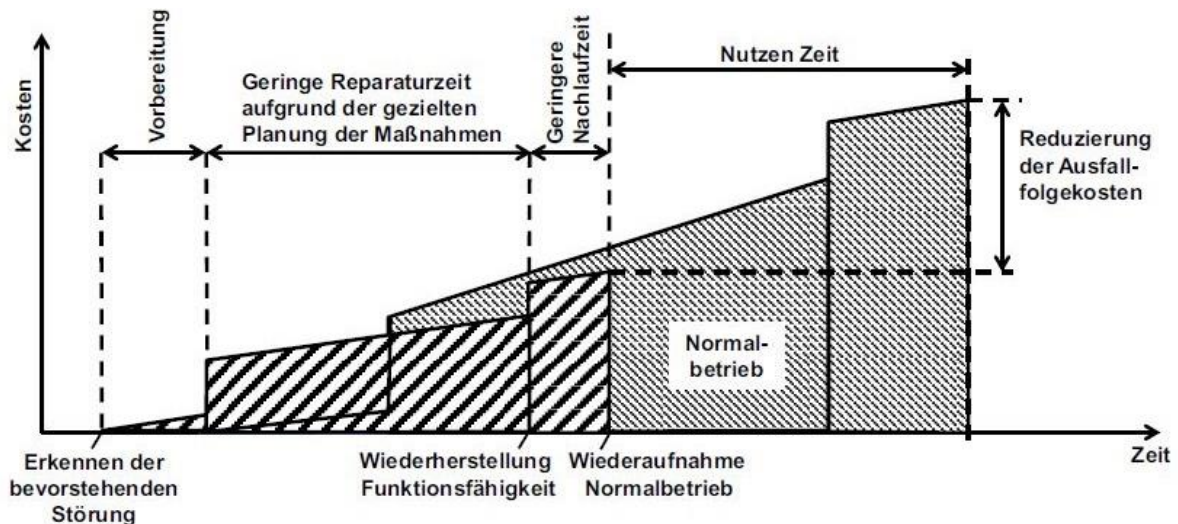 Kosten
Vorbereitung
Geringe Reparaturzeit
aufgrund der gezielten
Planung der Maßnahmen
Geringere
Nachlaufzeit
Nutzen Zeit
Reduzierung
der Ausfall-
folgekosten
Normal-
betrieb
Zeit
Erkennen der
bevorstehenden
Störung
Wiederherstellung
Funktionsfähigkeit
Wiederaufnahme
Normalbetrieb